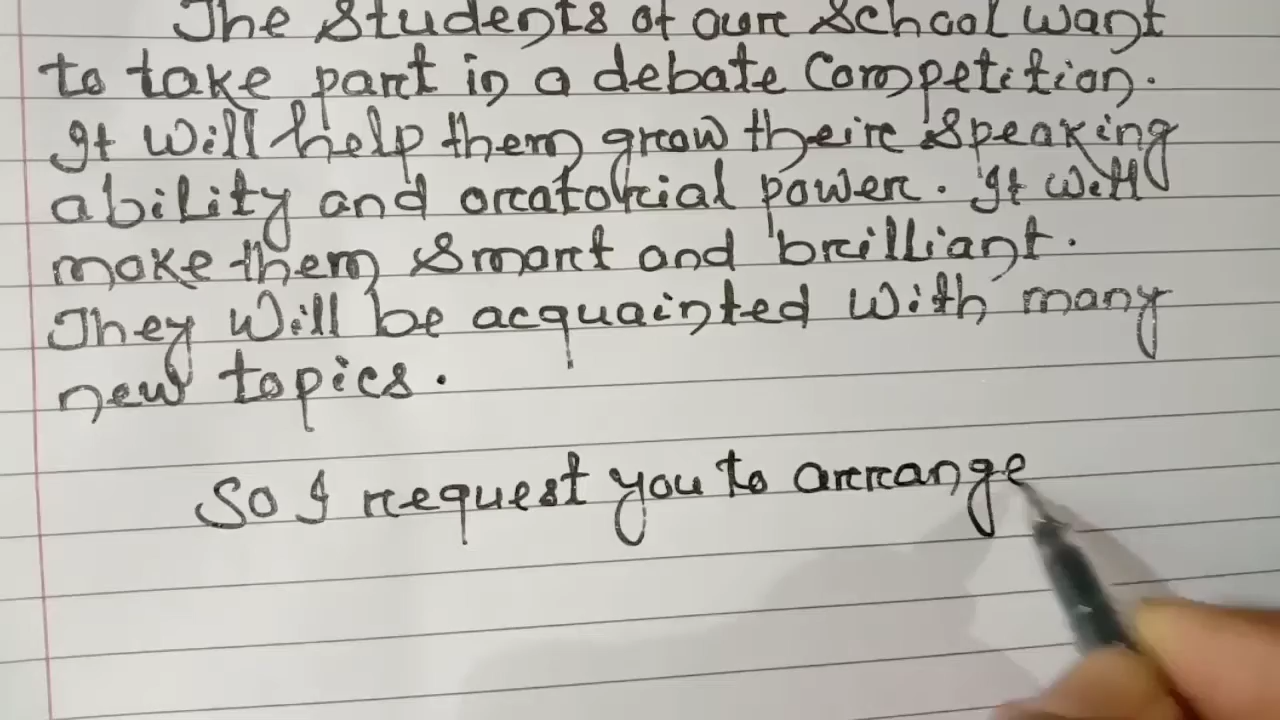 The Students of our School want
to take part in a debate Competition.
It will help them grow their speaking
ability and oratorial power. It will
make them smart and brilliant.
They will be acquainted with many
new topics.
So I request you to arrange